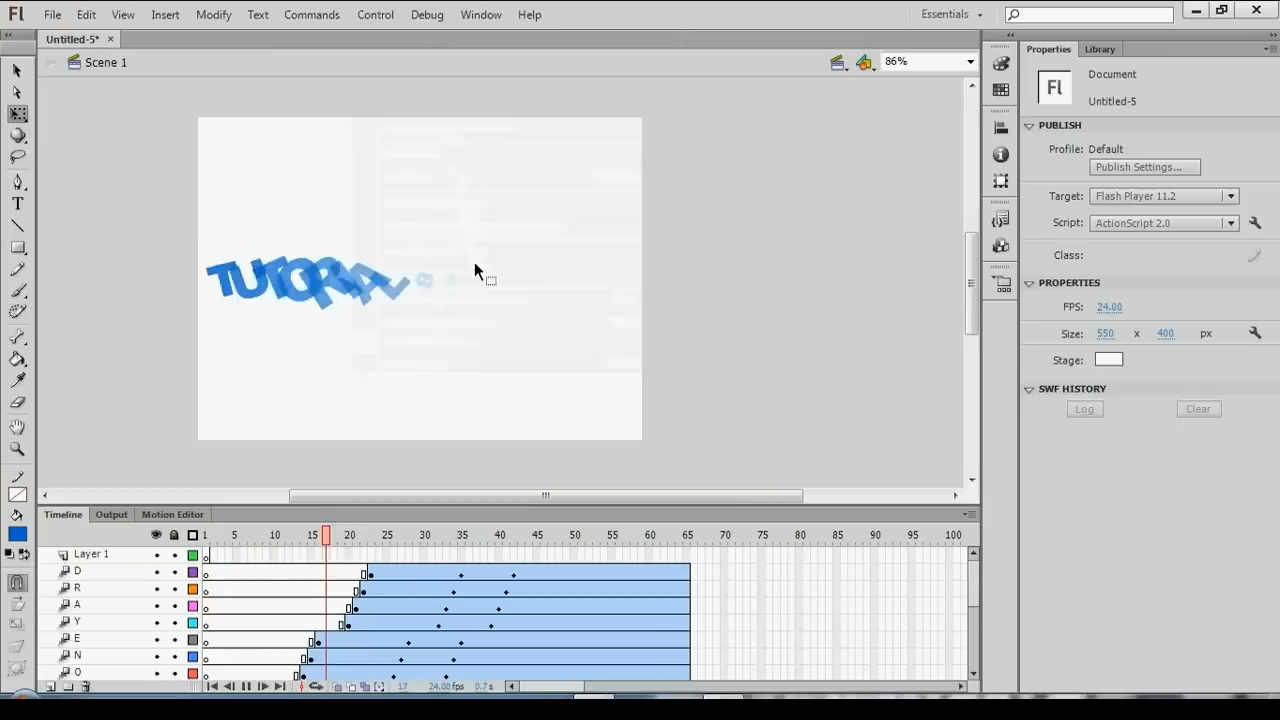 Fl File Edit View Insert Modify Text Commands Control Debug Window Help Essentials
Untitled-5* × Properties Library
Scene 1 86%
Fl Document
Untitled-5
PUBLISH
Profile: Default
Publish Settings...
Target: Flash Player 11.2
Script: ActionScript 2.0
Class:
PROPERTIES
FPS: 24.00
Size: 550 x 400 px
Stage:
SWF HISTORY
Log Clear
TUTORIAL
Timeline Output Motion Editor
1 5 10 15 20 25 30 35 40 45 50 55 60 65 70 75 80 85 90 95 100
Layer 1
D
R
A
Y
E
N
O
17 24.00fps 0.7s